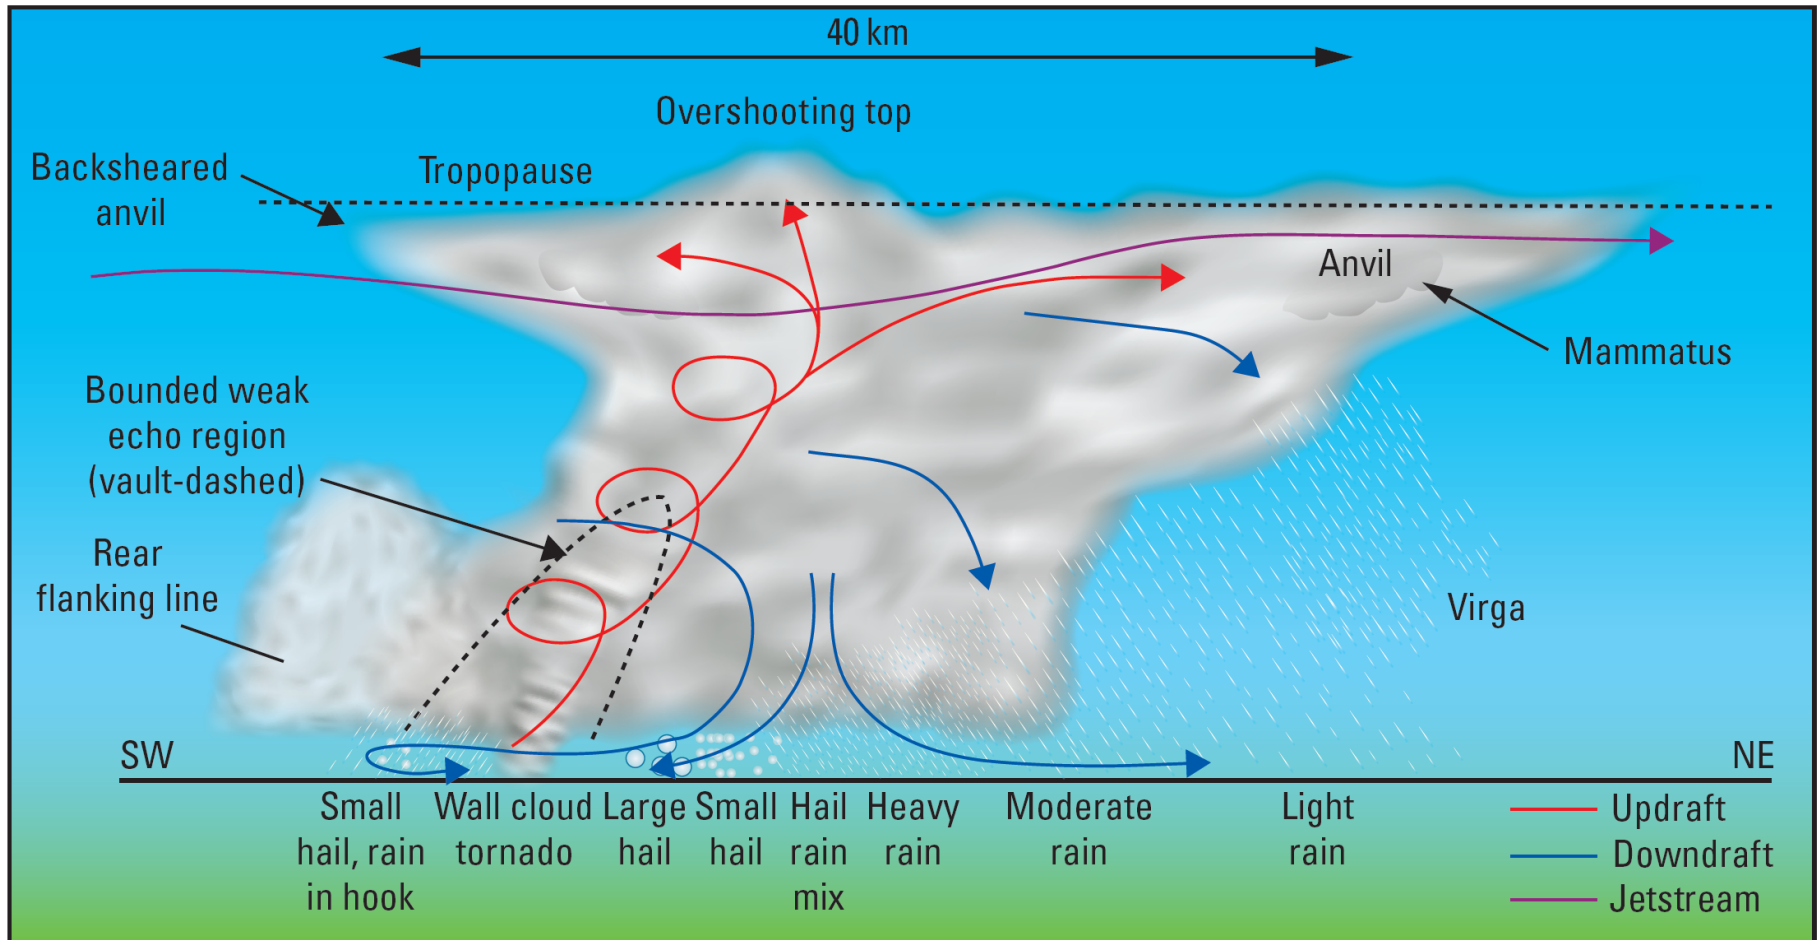 40 km
Overshooting top
Backsheared
anvil
Tropopause
Anvil
Mammatus
Bounded weak
echo region
(vault-dashed)
Rear
flanking line
Virga
SW
NE
Small
hail, rain
in hook
Wall cloud
tornado
Large
hail
Small
hail
Hail
rain
mix
Heavy
rain
Moderate
rain
Light
rain
Updraft
Downdraft
Jetstream